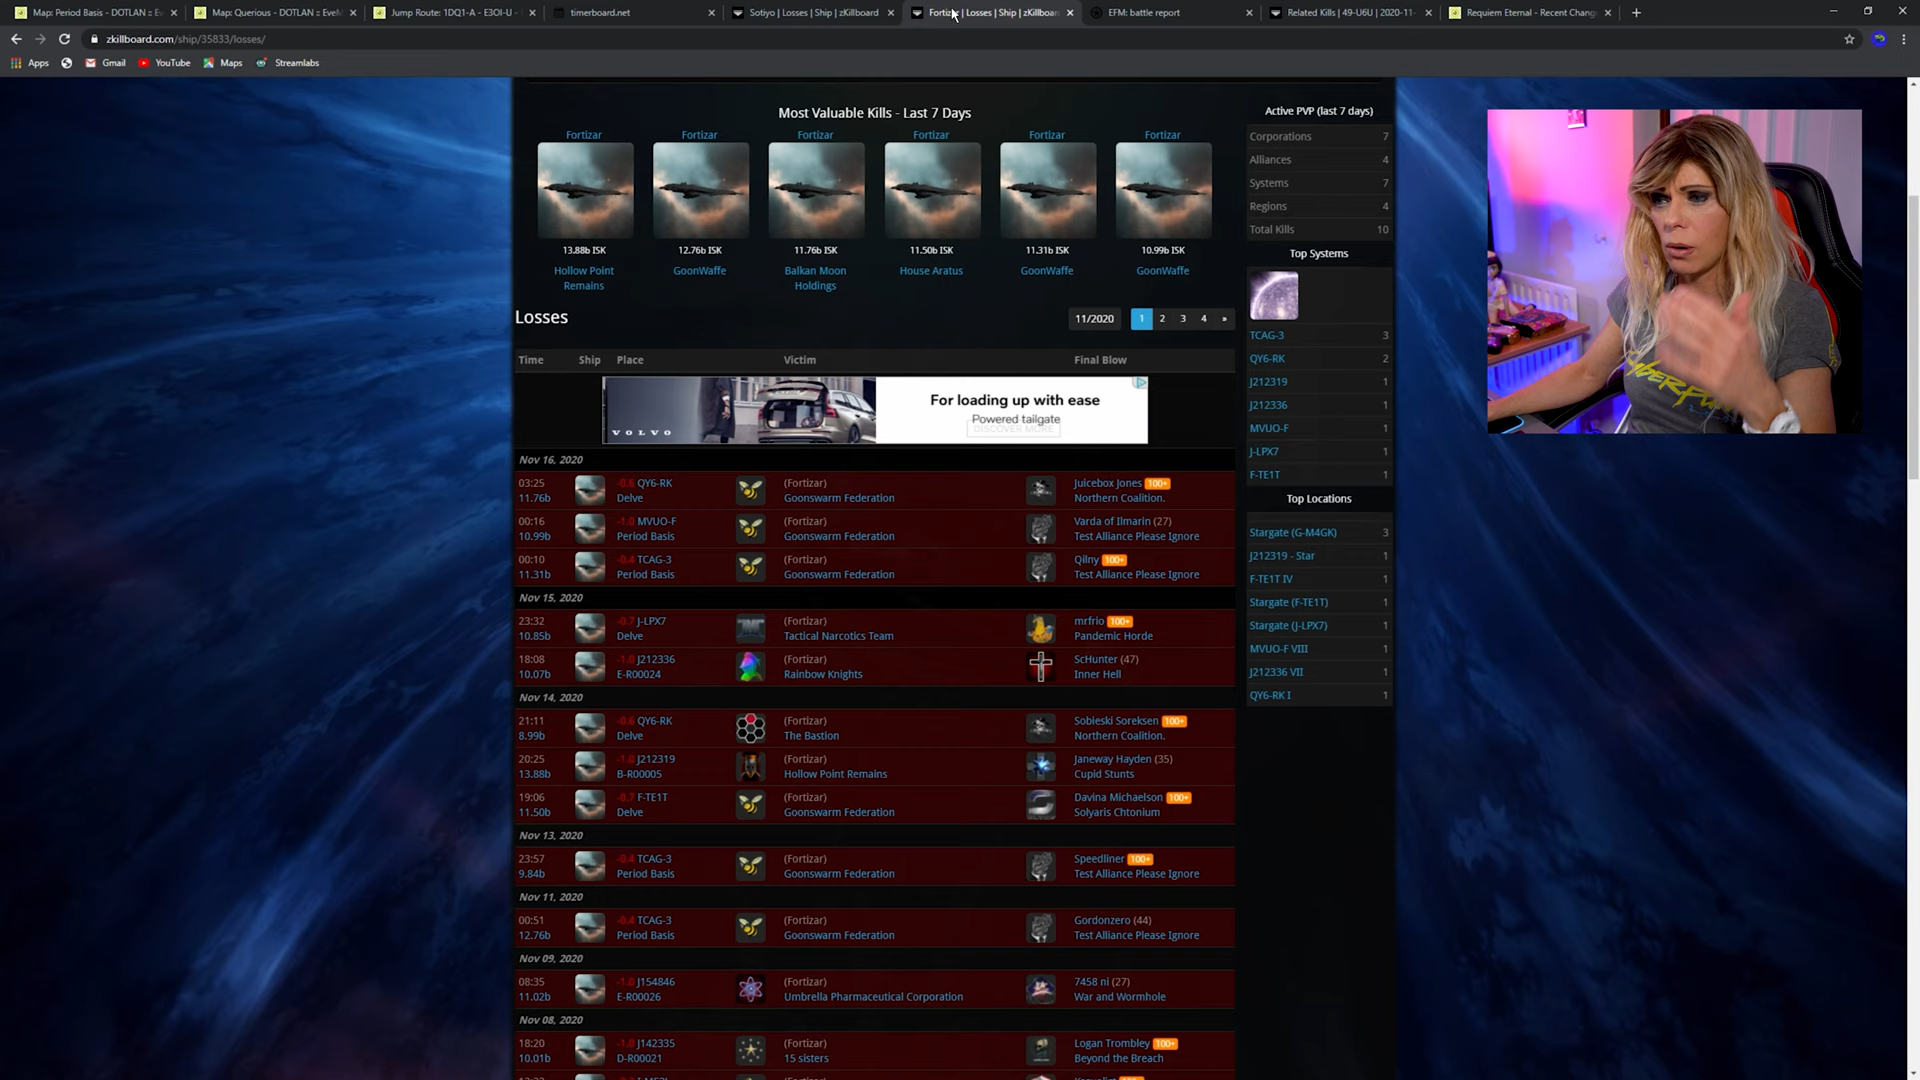 Map: Period Basis - DOTLAN :: Ev
Map: Querious - DOTLAN :: EveM
Jump Route: 1DQ1-A - E3OI-U -
timerboard.net
Sotiyo | Losses | Ship | zKillboard
Fortizar | Losses | Ship | zKillboar
EFM: battle report
Related Kills | 49-U6U | 2020-11-
Requiem Eternal - Recent Chang
zkillboard.com/ship/35833/losses/
Apps
Gmail
YouTube
Maps
Streamlabs
Most Valuable Kills - Last 7 Days
Fortizar Fortizar Fortizar Fortizar Fortizar Fortizar
13.88b ISK 12.76b ISK 11.76b ISK 11.50b ISK 11.31b ISK 10.99b ISK
Hollow Point Remains
GoonWaffe
Balkan Moon Holdings
House Aratus
GoonWaffe
GoonWaffe
Losses
11/2020 1 2 3 4 »
Time Ship Place Victim Final Blow
VOLVO
For loading up with ease
Powered tailgate
DISCOVER MORE
Nov 16, 2020
03:25 -0.6 QY6-RK (Fortizar) Juicebox Jones 100+
11.76b Delve Goonswarm Federation Northern Coalition.
00:16 -1.0 MVUO-F (Fortizar) Varda of Ilmarin (27)
10.99b Period Basis Goonswarm Federation Test Alliance Please Ignore
00:10 -0.4 TCAG-3 (Fortizar) Qilny 100+
11.31b Period Basis Goonswarm Federation Test Alliance Please Ignore
Nov 15, 2020
23:32 -0.7 J-LPX7 (Fortizar) mrfrio 100+
10.85b Delve Tactical Narcotics Team Pandemic Horde
18:08 -1.0 J212336 (Fortizar) ScHunter (47)
10.07b E-R00024 Rainbow Knights Inner Hell
Nov 14, 2020
21:11 -0.6 QY6-RK (Fortizar) Sobieski Soreksen 100+
8.99b Delve The Bastion Northern Coalition.
20:25 -1.0 J212319 (Fortizar) Janeway Hayden (35)
13.88b B-R00005 Hollow Point Remains Cupid Stunts
19:06 -0.7 F-TE1T (Fortizar) Davina Michaelson 100+
11.50b Delve Goonswarm Federation Solyaris Chtonium
Nov 13, 2020
23:57 -0.4 TCAG-3 (Fortizar) Speedliner 100+
9.84b Period Basis Goonswarm Federation Test Alliance Please Ignore
Nov 11, 2020
00:51 -0.4 TCAG-3 (Fortizar) Gordonzero (44)
12.76b Period Basis Goonswarm Federation Test Alliance Please Ignore
Nov 09, 2020
08:35 -1.0 J154846 (Fortizar) 7458 ni (27)
11.02b E-R00026 Umbrella Pharmaceutical Corporation War and Wormhole
Nov 08, 2020
18:20 -1.0 J142335 (Fortizar) Logan Trombley 100+
10.01b D-R00021 15 sisters Beyond the Breach
Active PVP (last 7 days)
Corporations 7
Alliances 4
Systems 7
Regions 4
Total Kills 10
Top Systems
TCAG-3 3
QY6-RK 2
J212319 1
J212336 1
MVUO-F 1
J-LPX7 1
F-TE1T 1
Top Locations
Stargate (G-M4GK) 3
J212319 - Star 1
F-TE1T IV 1
Stargate (F-TE1T) 1
Stargate (J-LPX7) 1
MVUO-F VIII 1
J212336 VII 1
QY6-RK I 1